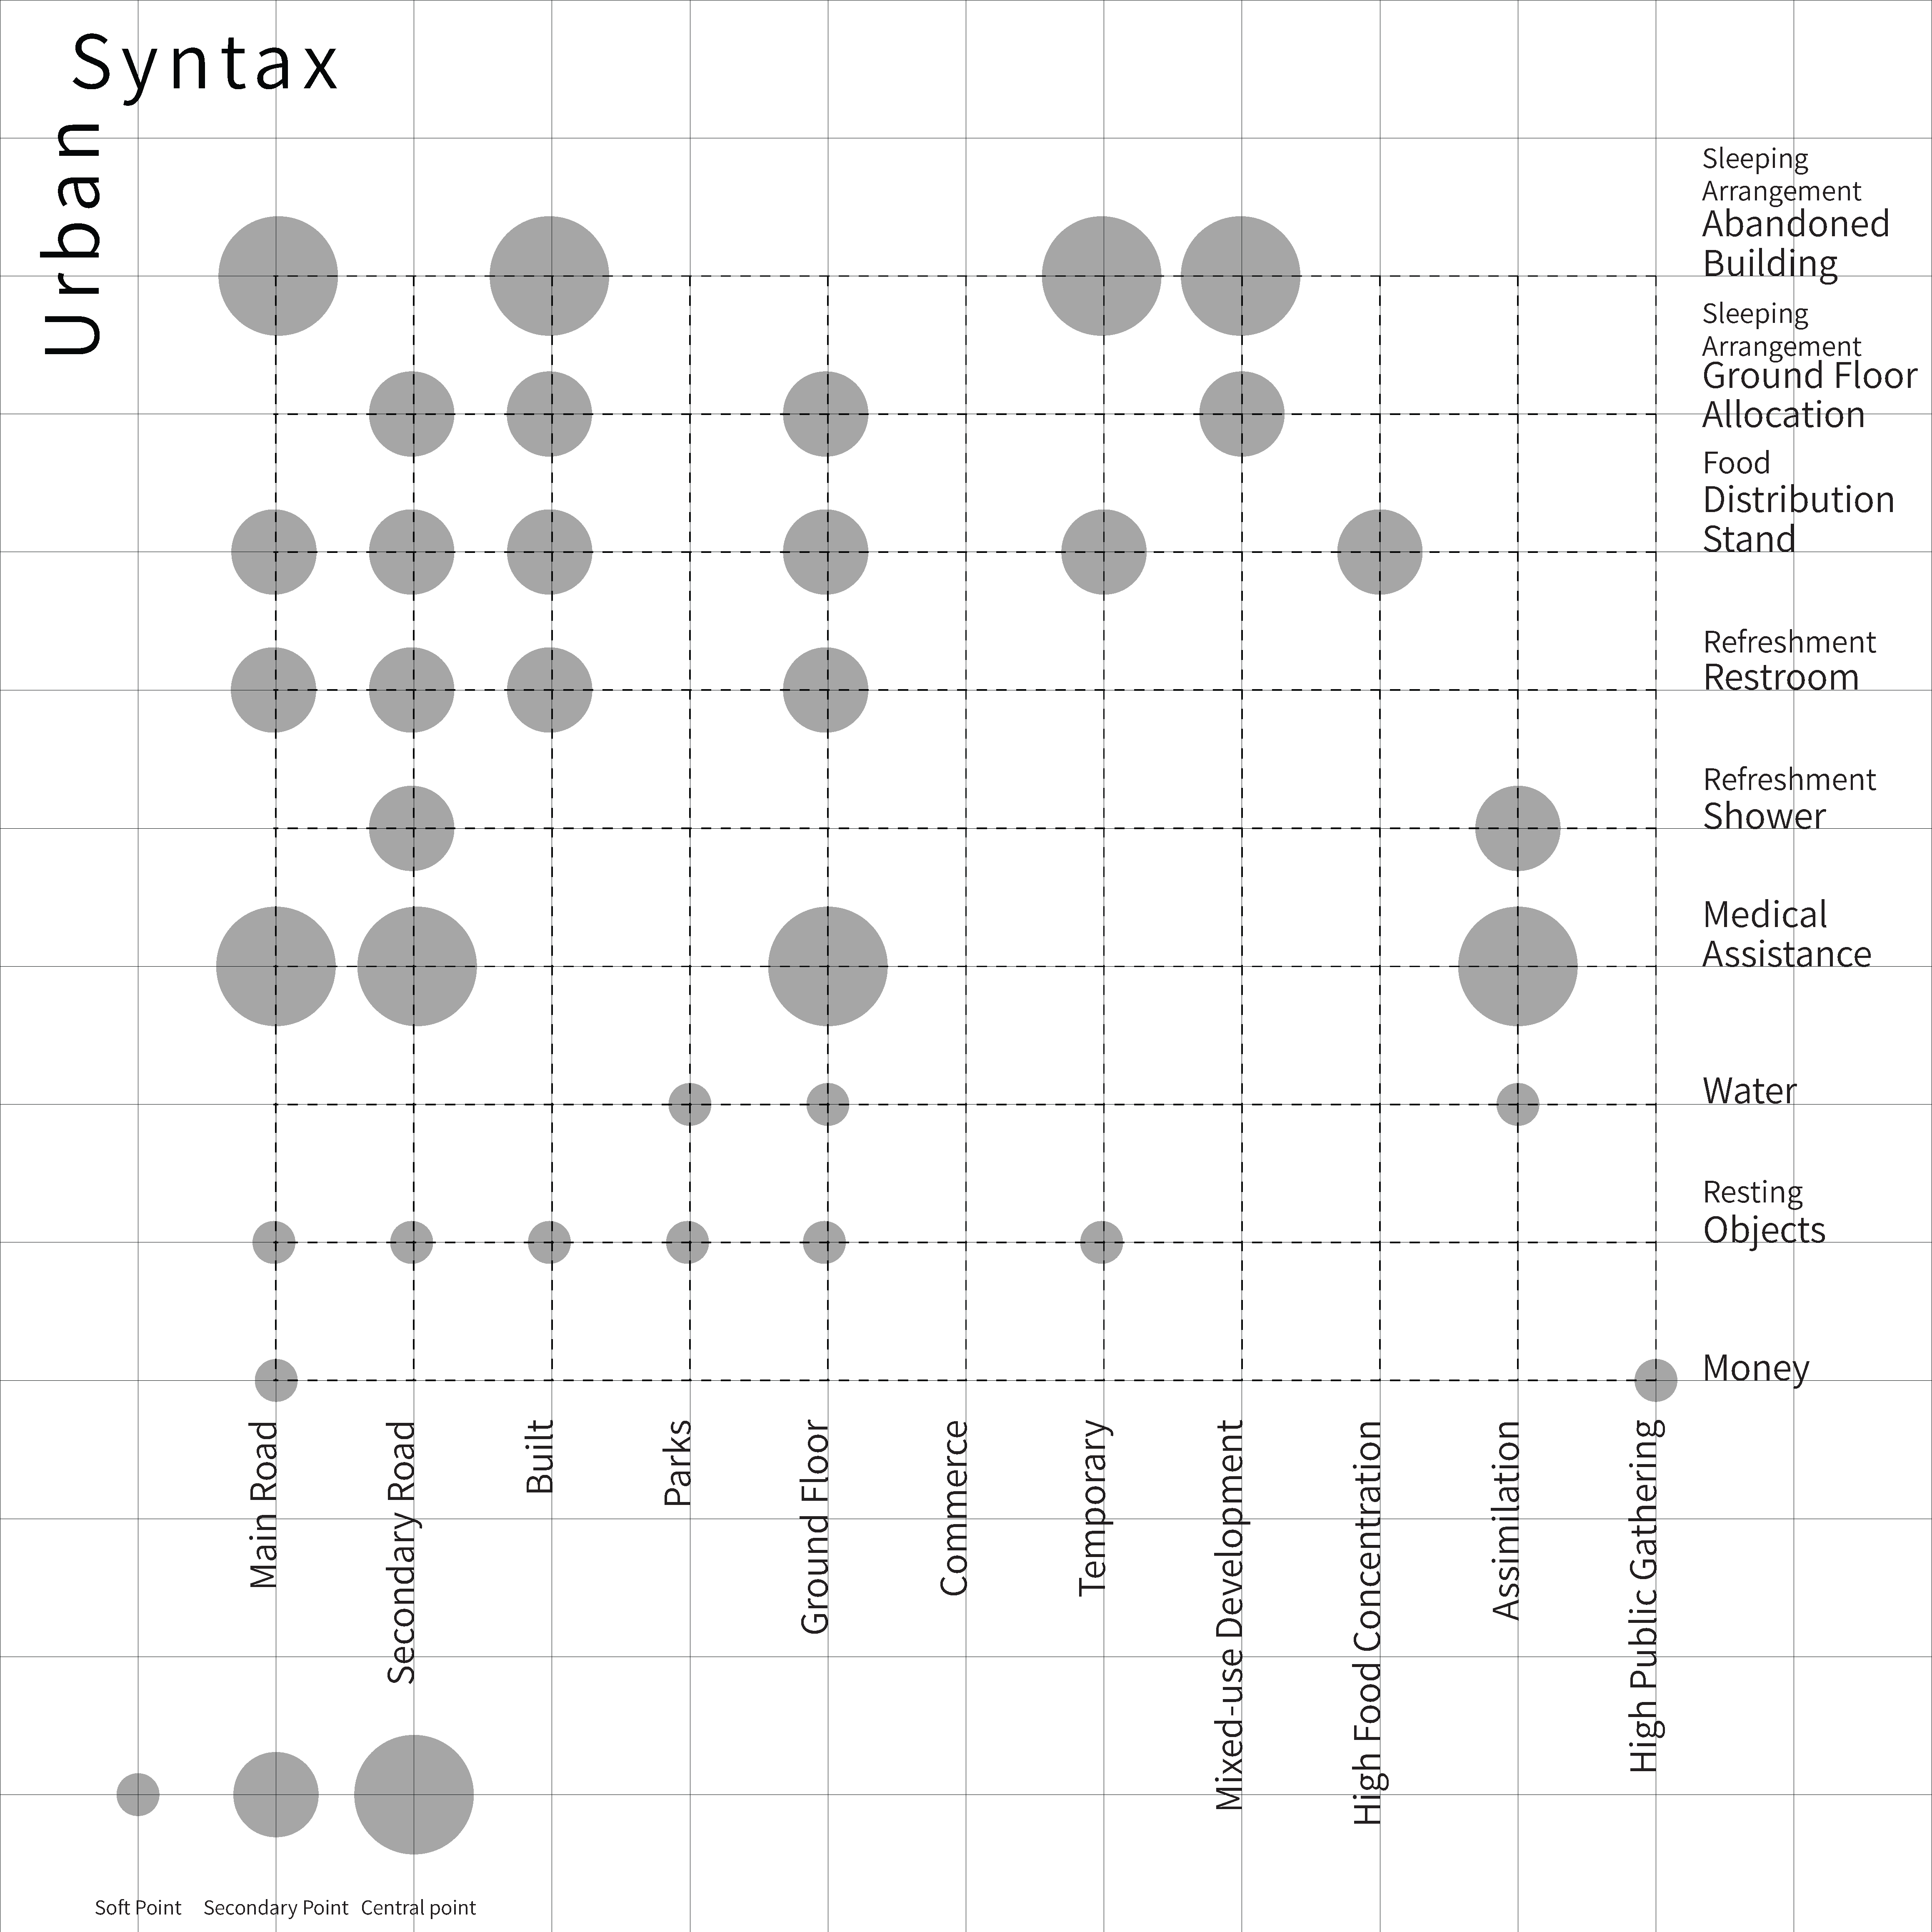 Syntax
Urban
Sleeping
Arrangement
Abandoned
Building
Sleeping
Arrangement
Ground Floor
Allocation
Food
Distribution
Stand
Refreshment
Restroom
Refreshment
Shower
Medical
Assistance
Water
Resting
Objects
Money
Main Road
Secondary Road
Built
Parks
Ground Floor
Commerce
Temporary
Mixed-use Development
High Food Concentration
Assimilation
High Public Gathering
Soft Point
Secondary Point
Central point